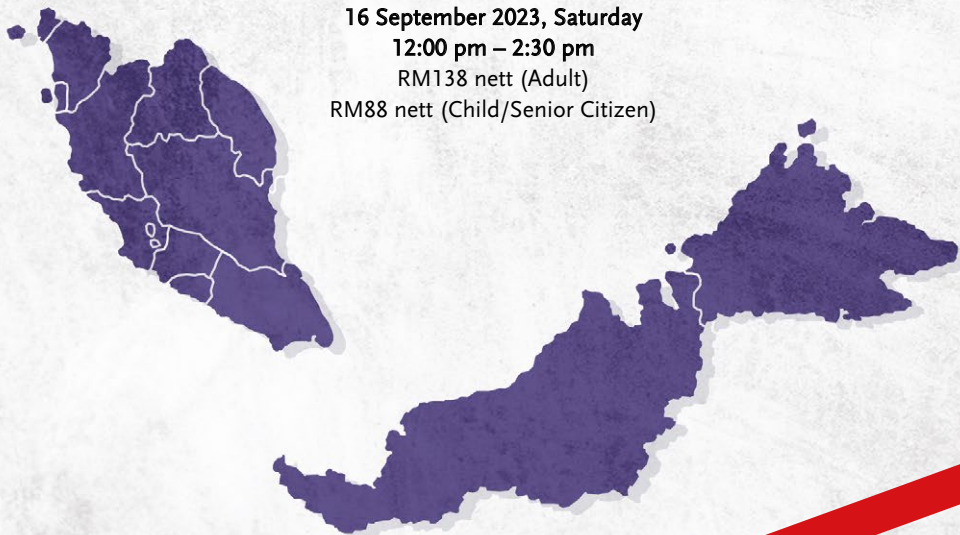 16 September 2023, Saturday
12:00 pm – 2:30 pm
RM138 nett (Adult)
RM88 nett (Child/Senior Citizen)